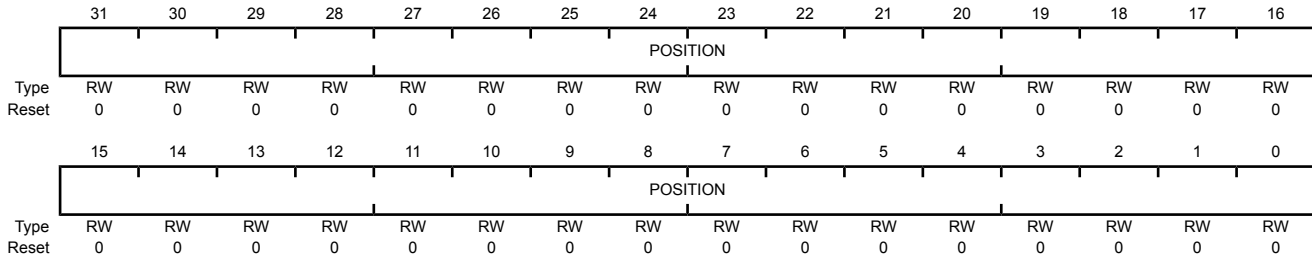 31 30 29 28 27 26 25 24 23 22 21 20 19 18 17 16
POSITION
Type RW RW RW RW RW RW RW RW RW RW RW RW RW RW RW RW
Reset 0 0 0 0 0 0 0 0 0 0 0 0 0 0 0 0
15 14 13 12 11 10 9 8 7 6 5 4 3 2 1 0
POSITION
Type RW RW RW RW RW RW RW RW RW RW RW RW RW RW RW RW
Reset 0 0 0 0 0 0 0 0 0 0 0 0 0 0 0 0